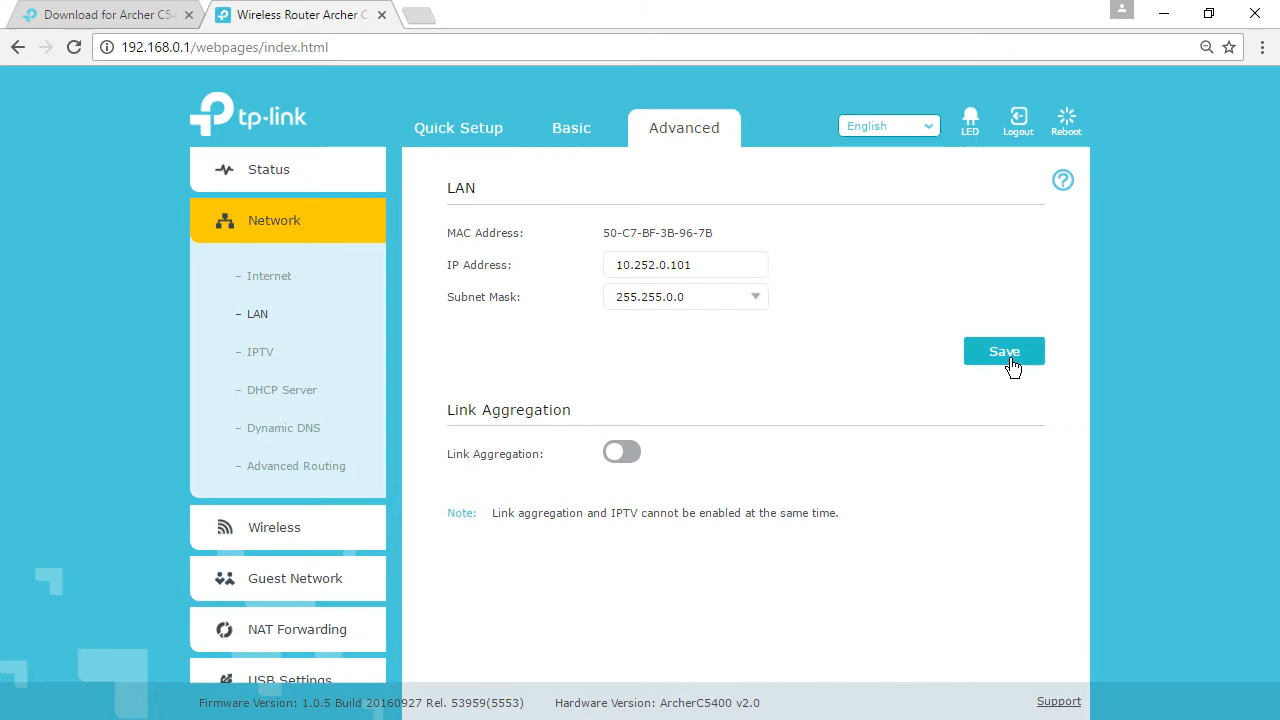 Download for Archer C54
Wireless Router Archer C
192.168.0.1/webpages/index.html
tp-link
Quick Setup
Basic
Advanced
English
LED
Logout
Reboot
Status
Network
– Internet
– LAN
– IPTV
– DHCP Server
– Dynamic DNS
– Advanced Routing
Wireless
Guest Network
NAT Forwarding
USB Settings
LAN
MAC Address: 50-C7-BF-3B-96-7B
IP Address: 10.252.0.101
Subnet Mask: 255.255.0.0
Save
Link Aggregation
Link Aggregation:
Note: Link aggregation and IPTV cannot be enabled at the same time.
Firmware Version: 1.0.5 Build 20160927 Rel. 53959(5553) Hardware Version: ArcherC5400 v2.0
Support